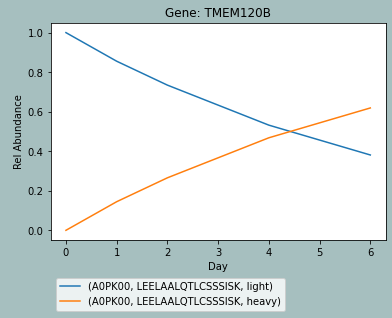 Gene: TMEM120B
1.0
0.8
0.6
0.4
0.2
0.0
Rel Abundance
0 1 2 3 4 5 6
Day
(A0PK00, LEELAALQTLCSSSISK, light)
(A0PK00, LEELAALQTLCSSSISK, heavy)